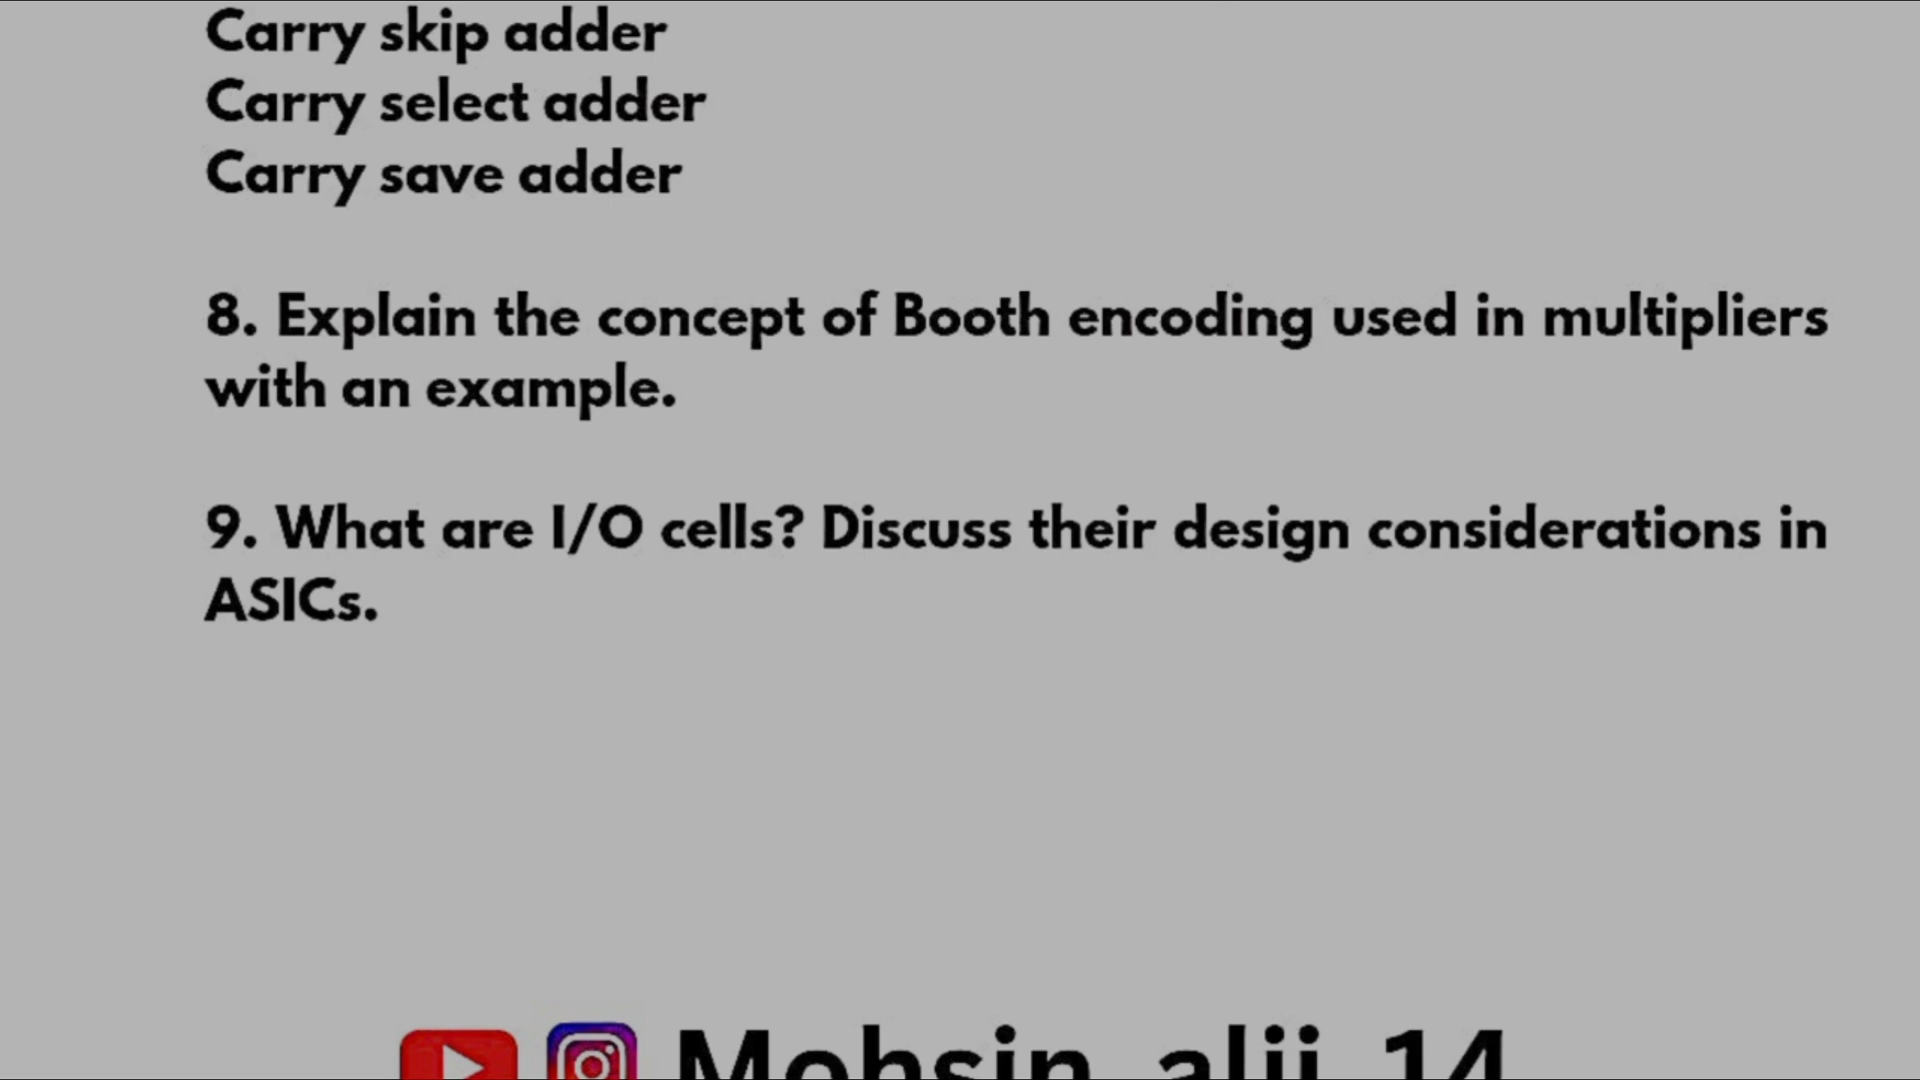 Carry skip adder
Carry select adder
Carry save adder
8. Explain the concept of Booth encoding used in multipliers
with an example.
9. What are I/O cells? Discuss their design considerations in
ASICs.
Mohsin_alii_14